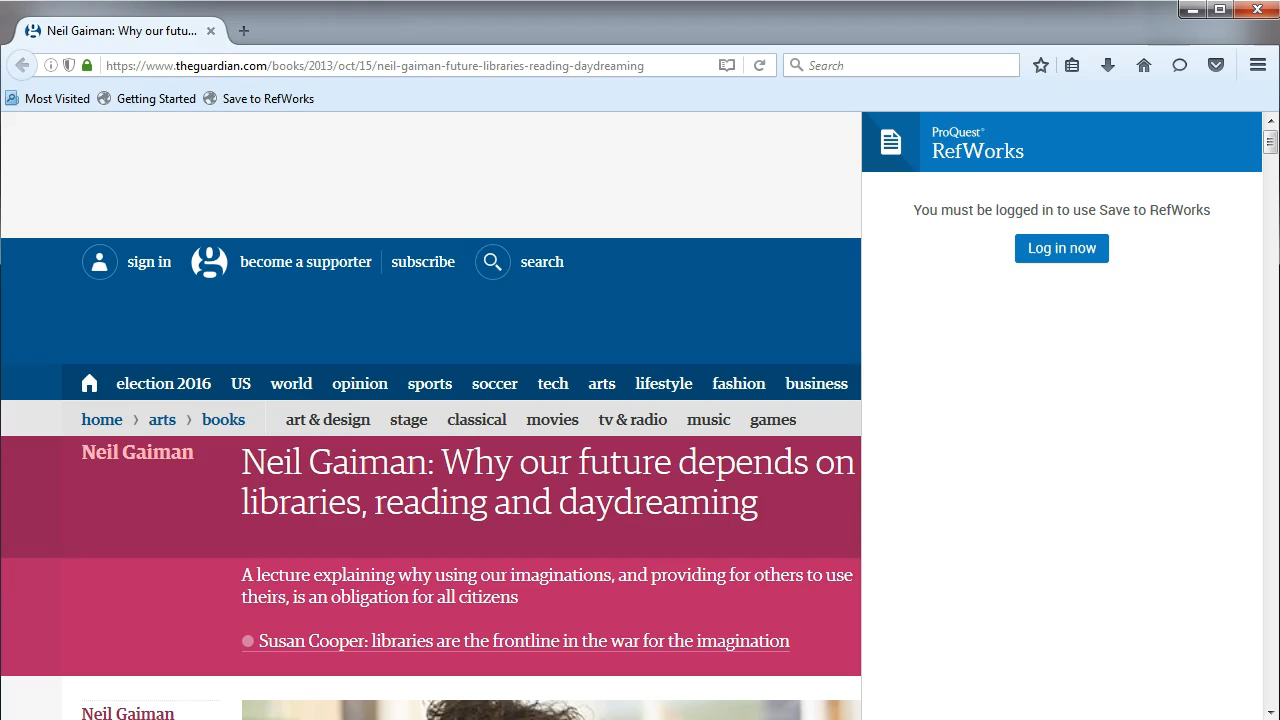 Neil Gaiman: Why our futu...
https://www.theguardian.com/books/2013/oct/15/neil-gaiman-future-libraries-reading-daydreaming
Search
Most Visited Getting Started Save to RefWorks
ProQuest®
RefWorks
You must be logged in to use Save to RefWorks
Log in now
sign in become a supporter subscribe search
election 2016 US world opinion sports soccer tech arts lifestyle fashion business
home › arts › books art & design stage classical movies tv & radio music games
Neil Gaiman
Neil Gaiman: Why our future depends on
libraries, reading and daydreaming
A lecture explaining why using our imaginations, and providing for others to use
theirs, is an obligation for all citizens
Susan Cooper: libraries are the frontline in the war for the imagination
Neil Gaiman